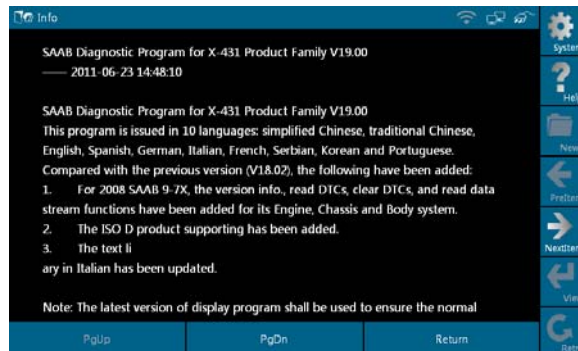 Info
SAAB Diagnostic Program for X-431 Product Family V19.00
—— 2011-06-23 14:48:10
SAAB Diagnostic Program for X-431 Product Family V19.00
This program is issued in 10 languages: simplified Chinese, traditional Chinese,
English, Spanish, German, Italian, French, Serbian, Korean and Portuguese.
Compared with the previous version (V18.02), the following have been added:
1. For 2008 SAAB 9-7X, the version info., read DTCs, clear DTCs, and read data
stream functions have been added for its Engine, Chassis and Body system.
2. The ISO D product supporting has been added.
3. The text li
ary in Italian has been updated.
Note: The latest version of display program shall be used to ensure the normal
PgUp
PgDn
Return
System
Hel
New
PreIten
NextIter
Vie
Retr